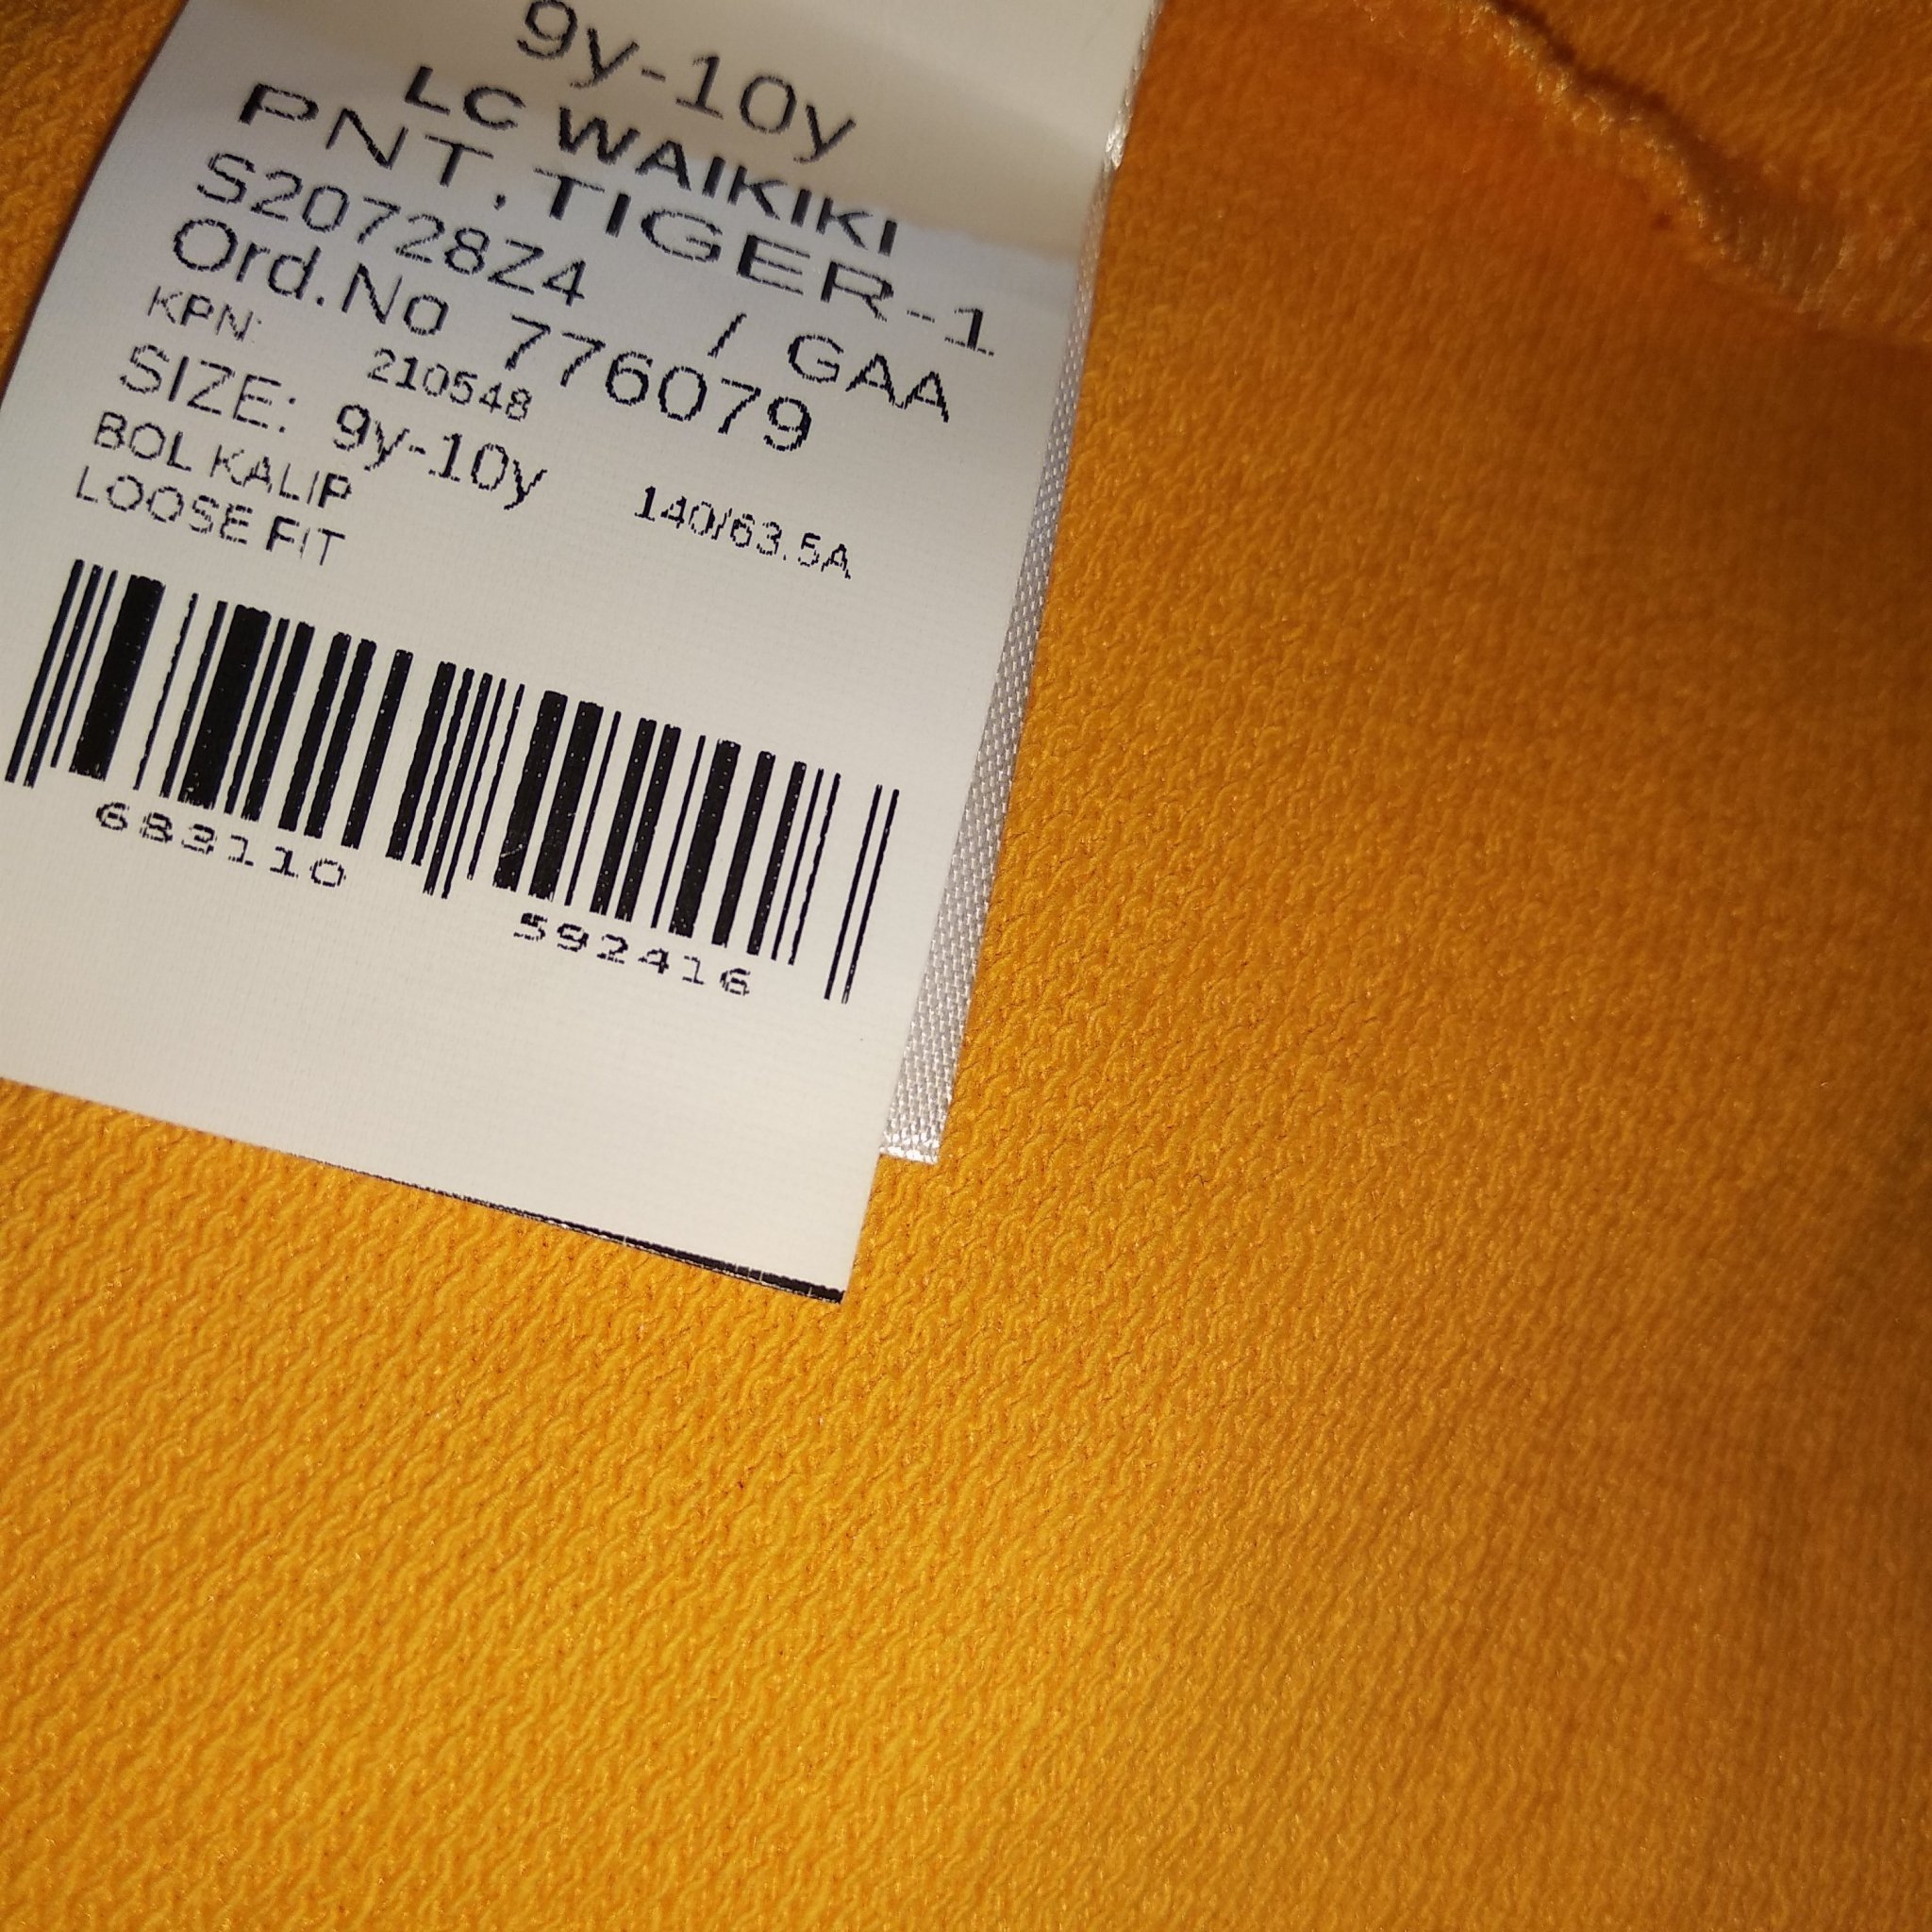 9y-10y
LC WAIKIKI
PNT.TIGER-1
S20728Z4 / GAA
Ord.No 776079
KPN: 210548
SIZE: 9y-10y 140/63.5A
BOL KALIP
LOOSE FIT
683110 592416